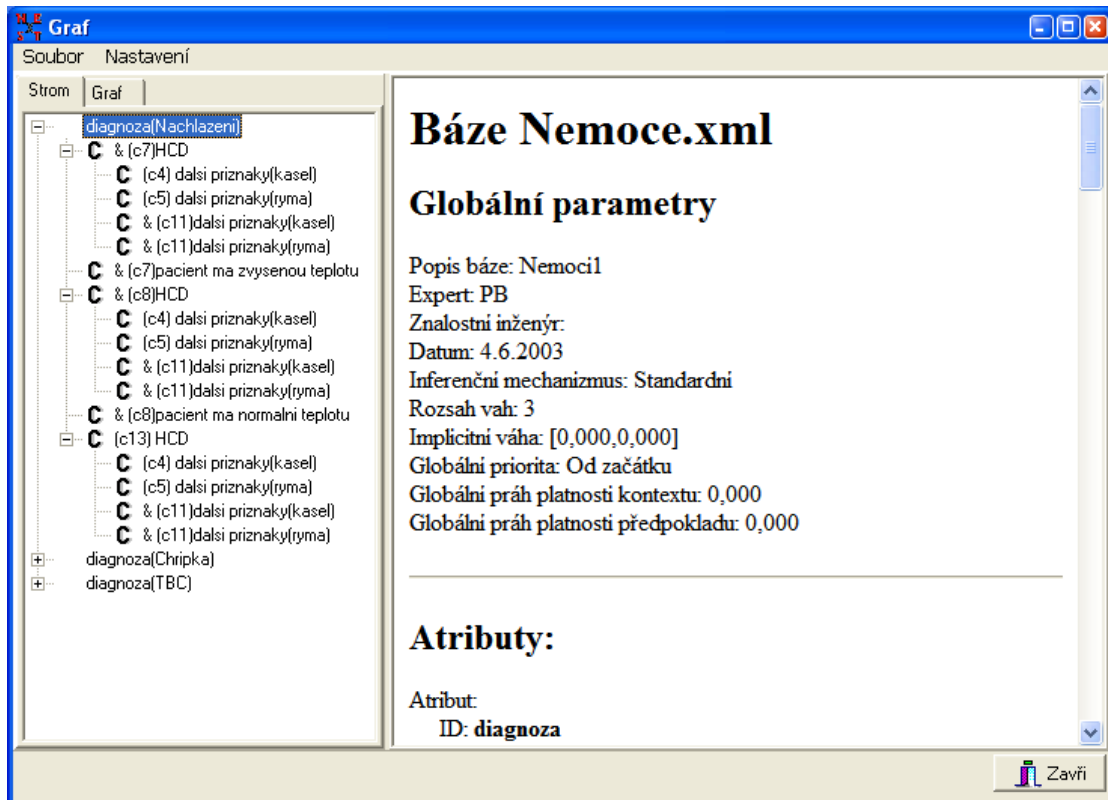 Graf
Soubor Nastavení
Strom Graf
diagnoza(Nachlazeni)
C & (c7)HCD
C (c4) dalsi priznaky(kasel)
C (c5) dalsi priznaky(ryma)
C & (c11)dalsi priznaky(kasel)
C & (c11)dalsi priznaky(ryma)
C & (c7)pacient ma zvysenou teplotu
C & (c8)HCD
C (c4) dalsi priznaky(kasel)
C (c5) dalsi priznaky(ryma)
C & (c11)dalsi priznaky(kasel)
C & (c11)dalsi priznaky(ryma)
C & (c8)pacient ma normalni teplotu
C (c13) HCD
C (c4) dalsi priznaky(kasel)
C (c5) dalsi priznaky(ryma)
C & (c11)dalsi priznaky(kasel)
C & (c11)dalsi priznaky(ryma)
diagnoza(Chripka)
diagnoza(TBC)
Báze Nemoce.xml
Globální parametry
Popis báze: Nemoci1
Expert: PB
Znalostní inženýr:
Datum: 4.6.2003
Inferenční mechanizmus: Standardní
Rozsah vah: 3
Implicitní váha: [0,000,0,000]
Globální priorita: Od začátku
Globální práh platnosti kontextu: 0,000
Globální práh platnosti předpokladu: 0,000
Atributy:
Atribut:
ID: diagnoza
Zavři